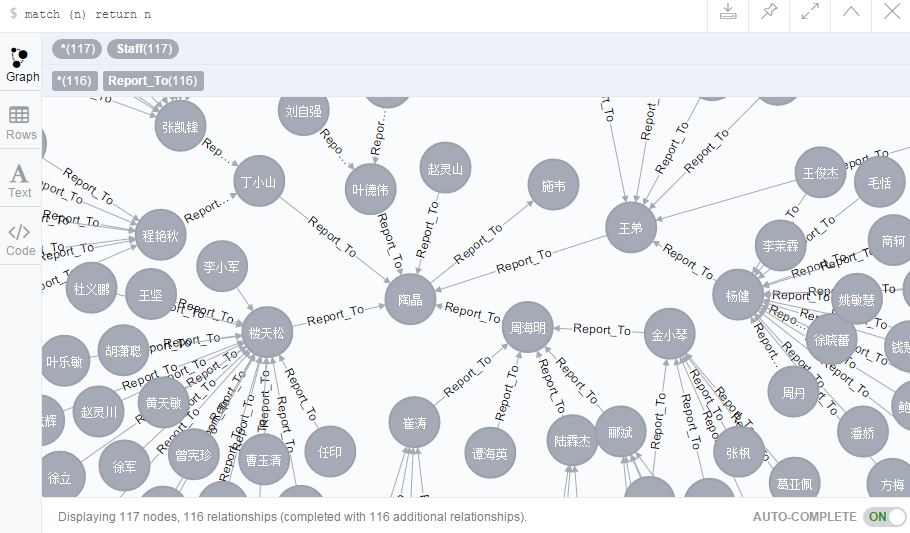 $ match (n) return n
*(117) Staff(117)
*(116) Report_To(116)
Graph
Rows
Text
Code
张凯锋
刘自强
Repo...
Repor...
Rep...
丁小山
叶德伟
赵灵山
施韦
王弟
王俊杰
毛恬
Report_To
Report...
程艳秋
李小军
Report_To
Report_To
Report_To
Report_To
Report_To
Report_To
李茉霖
商轲
杜义鹏
王坚
陶晶
杨健
姚敏慧
楼天松
Report_To
Report_To
周海明
Report_To
金小琴
徐晓蕾
叶乐敏
胡潇聪
周丹
赵灵川
黄天敏
Report_To
Report_To
崔涛
陆霖杰
郦斌
潘娇
任印
徐立
徐军
曾宪珍
曹玉清
谭海英
张枫
葛亚佩
方梅
Displaying 117 nodes, 116 relationships (completed with 116 additional relationships).
AUTO-COMPLETE ON